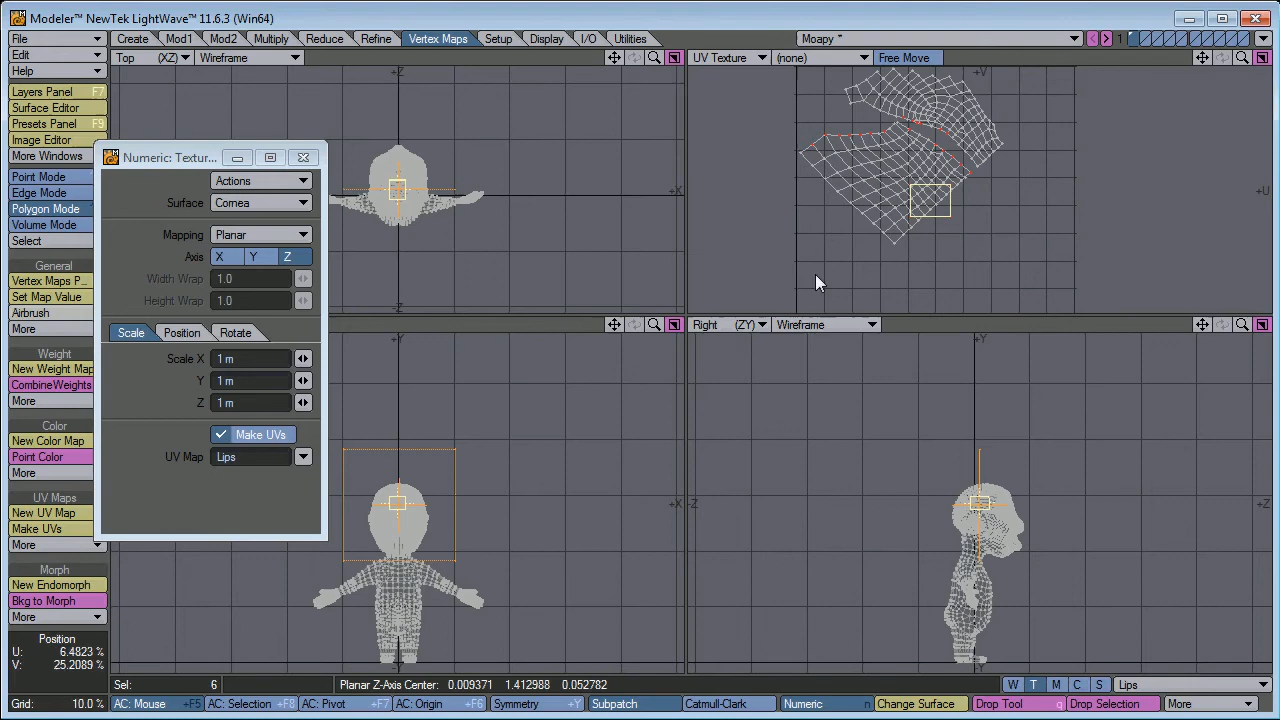 Modeler™ NewTek LightWave™ 11.6.3 (Win64)
File
Create Mod1 Mod2 Multiply Reduce Refine Vertex Maps Setup Display I/O Utilities
Moapy *
1
Edit
Help
Top (XZ) Wireframe
UV Texture (none) Free Move
Layers Panel F7
Surface Editor
Presets Panel F9
Image Editor
More Windows
Point Mode
Edge Mode
Polygon Mode
Volume Mode
Select
General
Vertex Maps P...
Set Map Value
Airbrush
More
Weight
New Weight Map
CombineWeights
More
Color
New Color Map
Point Color
More
UV Maps
New UV Map
Make UVs
More
Morph
New Endomorph
Bkg to Morph
More
Position
U: 6.4823 %
V: 25.2089 %
Grid: 10.0 %
Numeric: Textur...
Actions
Surface Cornea
Mapping Planar
Axis X Y Z
Width Wrap 1.0
Height Wrap 1.0
Scale Position Rotate
Scale X 1 m
Y 1 m
Z 1 m
Make UVs
UV Map Lips
+Z
+X
-Z
+V
+U
+Y
+X
-Y
Right (ZY) Wireframe
+Y
-Z
-Y
Sel: 6
Planar Z-Axis Center: 0.009371 1.412988 0.052782
W T M C S Lips
AC: Mouse +F5 AC: Selection +F8 AC: Pivot +F7 AC: Origin +F6 Symmetry +Y Subpatch Catmull-Clark Numeric n Change Surface Drop Tool q Drop Selection More